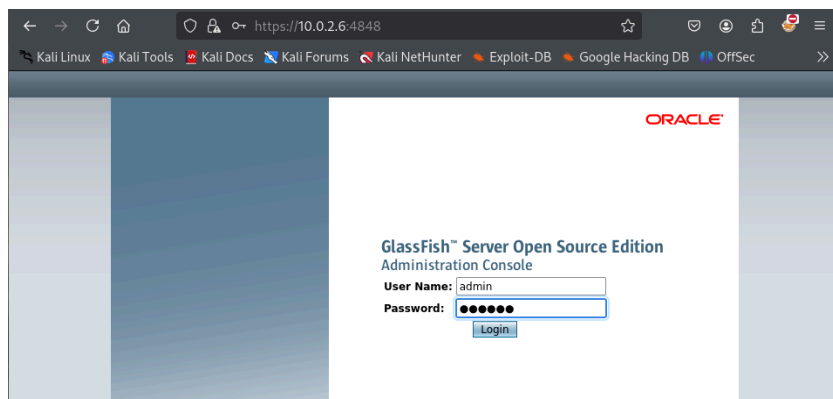 https://10.0.2.6:4848
Kali Linux Kali Tools Kali Docs Kali Forums Kali NetHunter Exploit-DB Google Hacking DB OffSec
ORACLE
GlassFish™ Server Open Source Edition
Administration Console
User Name: admin
Password: ●●●●●●
Login